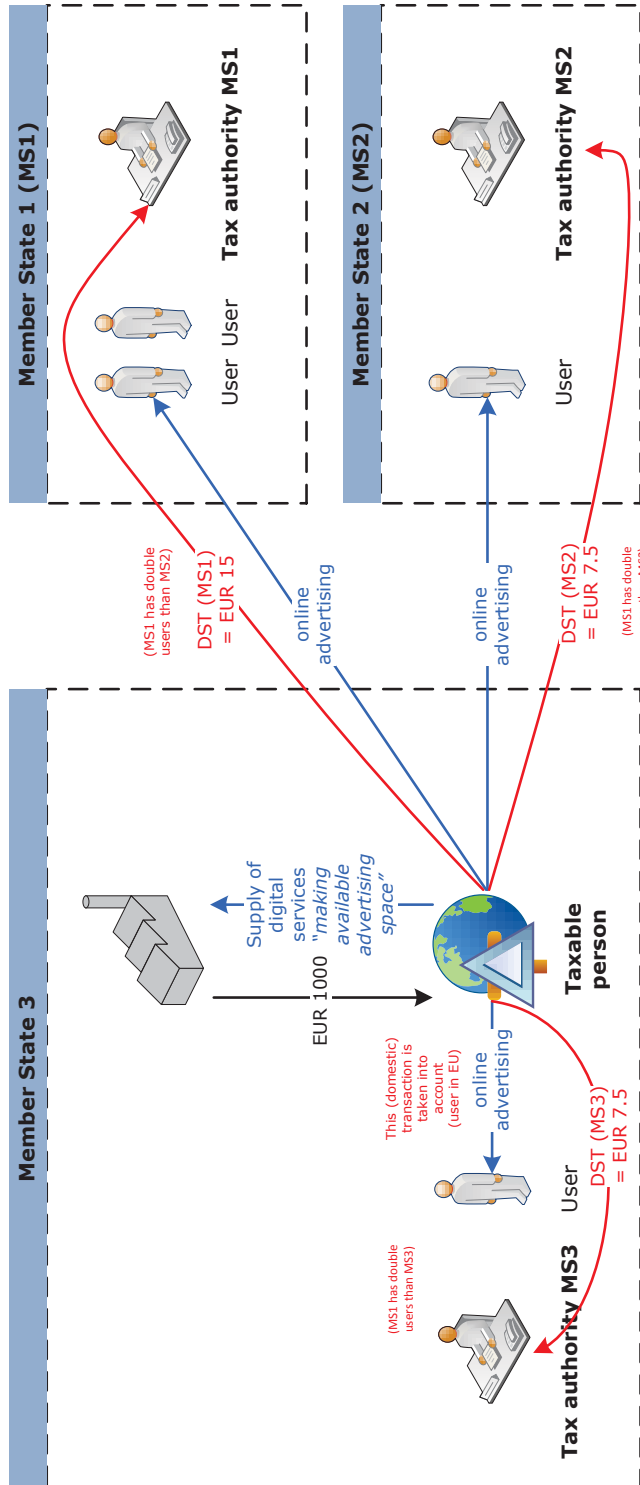 Member State 3
Member State 1 (MS1)
EUR 1000
Supply of
digital
services
"making
available
advertising
space"
(MS1 has double
users than MS2)
DST (MS1)
= EUR 15
User
User
Tax authority MS1
online
advertising
Member State 2 (MS2)
(MS1 has double
users than MS3)
This (domestic)
transaction is
taken into
account
(user in EU)
online
advertising
online
advertising
Tax authority MS3
User
Taxable
person
User
Tax authority MS2
DST (MS3)
= EUR 7.5
DST (MS2)
= EUR 7.5
(MS1 has double